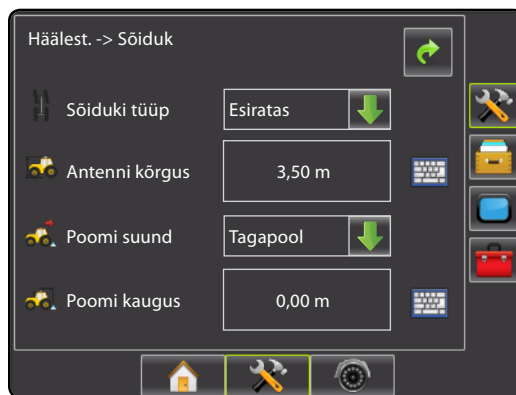 Häälest. -> Sõiduk
Sõiduki tüüp Esiratas
Antenni kõrgus 3,50 m
Poomi suund Tagapool
Poomi kaugus 0,00 m